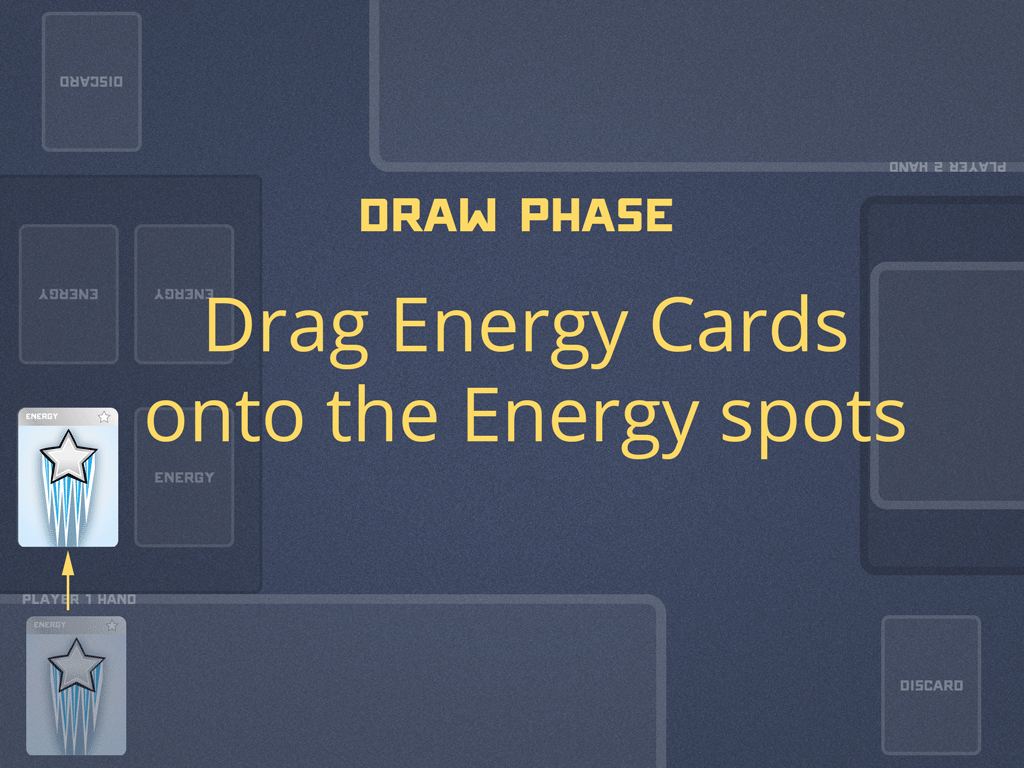 DISCARD
PLAYER 2 HAND
DRAW PHASE
ENERGY
ENERGY
Drag Energy Cards
onto the Energy spots
ENERGY
ENERGY
PLAYER 1 HAND
ENERGY
DISCARD